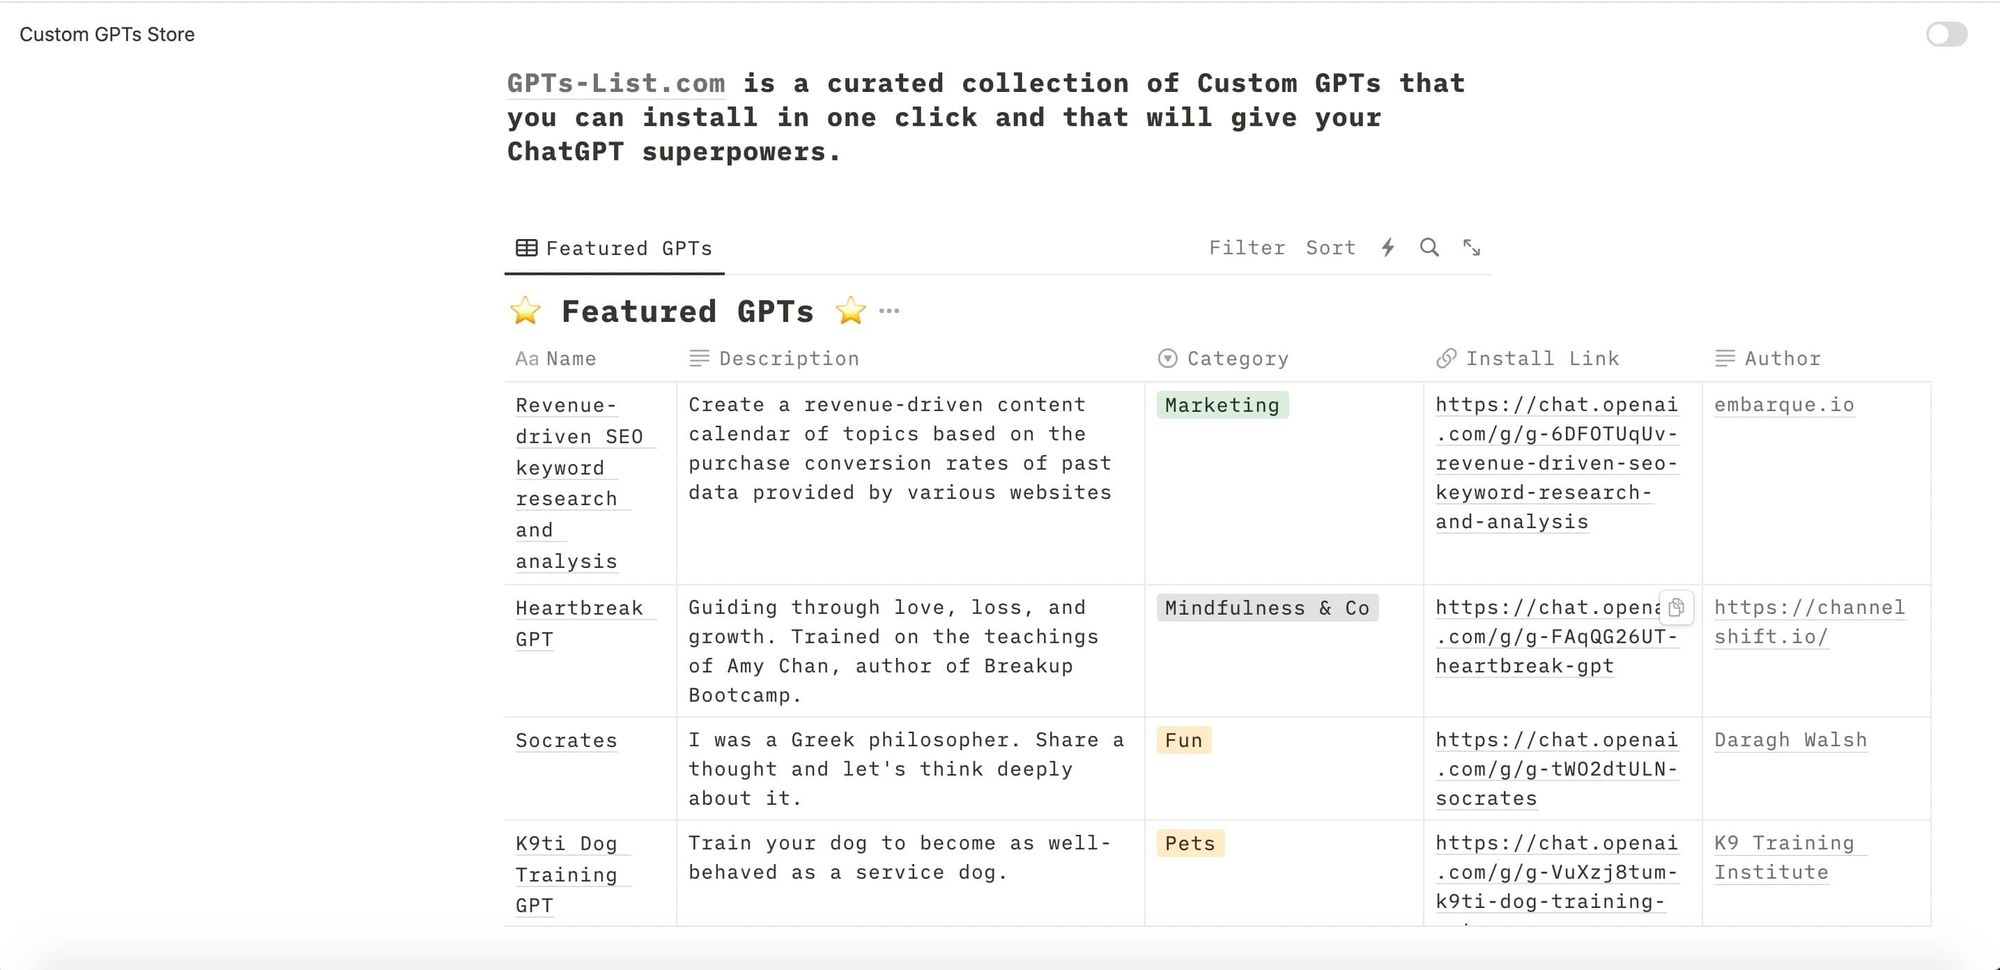 Custom GPTs Store
GPTs-List.com is a curated collection of Custom GPTs that
you can install in one click and that will give your
ChatGPT superpowers.
Featured GPTs
Filter Sort
⭐ Featured GPTs ⭐ ···
Aa Name
Description
Category
Install Link
Author
Revenue-
driven SEO
keyword
research
and
analysis
Create a revenue-driven content
calendar of topics based on the
purchase conversion rates of past
data provided by various websites
Marketing
https://chat.openai
.com/g/g-6DFOTUqUv-
revenue-driven-seo-
keyword-research-
and-analysis
embarque.io
Heartbreak
GPT
Guiding through love, loss, and
growth. Trained on the teachings
of Amy Chan, author of Breakup
Bootcamp.
Mindfulness & Co
https://chat.opena
.com/g/g-FAqQG26UT-
heartbreak-gpt
https://channel
shift.io/
Socrates
I was a Greek philosopher. Share a
thought and let's think deeply
about it.
Fun
https://chat.openai
.com/g/g-tWO2dtULN-
socrates
Daragh Walsh
K9ti Dog
Training
GPT
Train your dog to become as well-
behaved as a service dog.
Pets
https://chat.openai
.com/g/g-VuXzj8tum-
k9ti-dog-training-
K9 Training
Institute